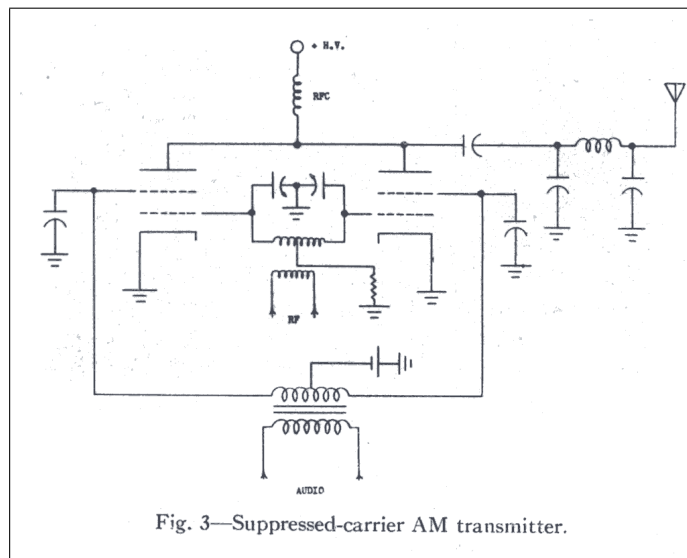 + H.V.
RFC
RF
AUDIO
Fig. 3—Suppressed-carrier AM transmitter.